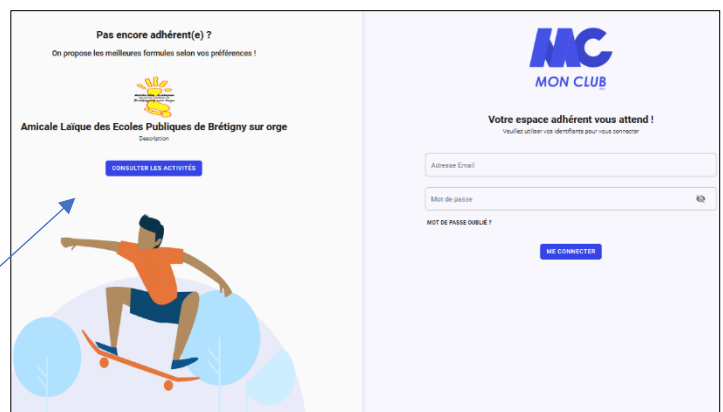 Pas encore adhérent(e) ?
On propose les meilleures formules selon vos préférences !
Amicale Laïque des Ecoles Publiques de Brétigny sur orge
Description
CONSULTER LES ACTIVITÉS
MC
MON CLUB
Votre espace adhérent vous attend !
Veuillez utiliser vos identifiants pour vous connecter
Adresse Email
Mot de passe
MOT DE PASSE OUBLIÉ ?
ME CONNECTER